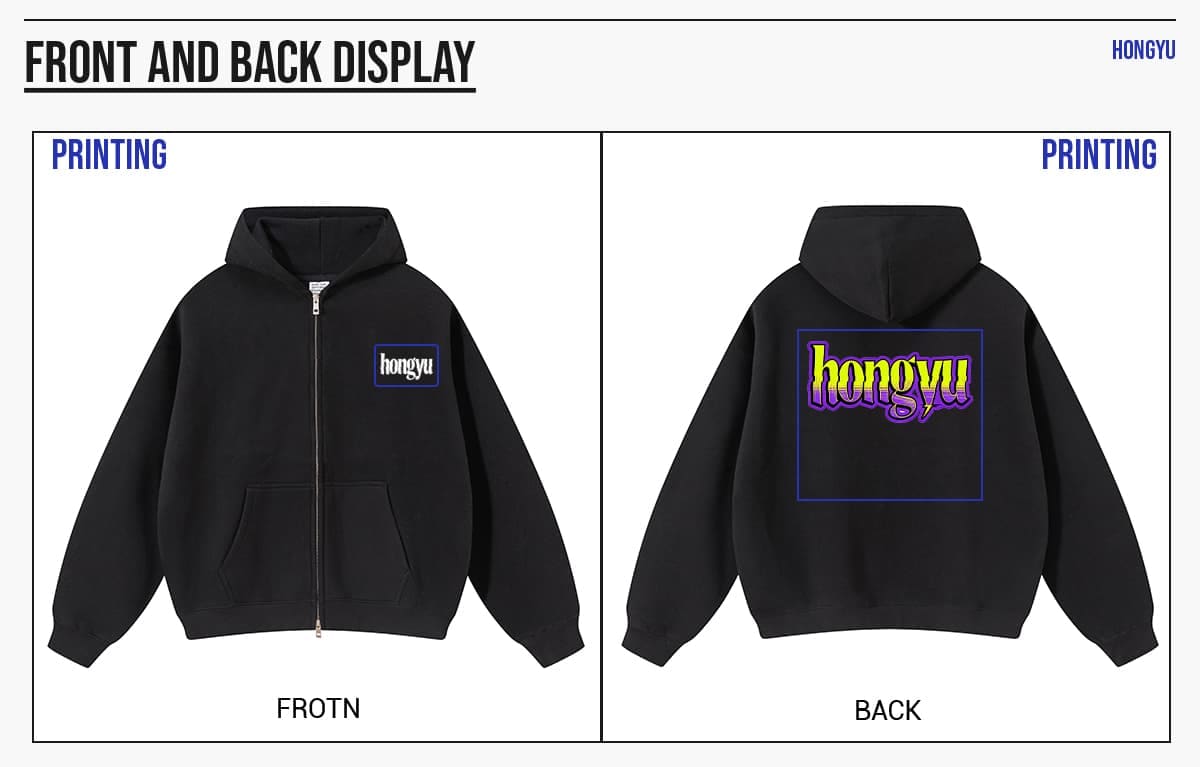 FRONT AND BACK DISPLAY
HONGYU
PRINTING
PRINTING
hongyu
hongyu
FROTN
BACK